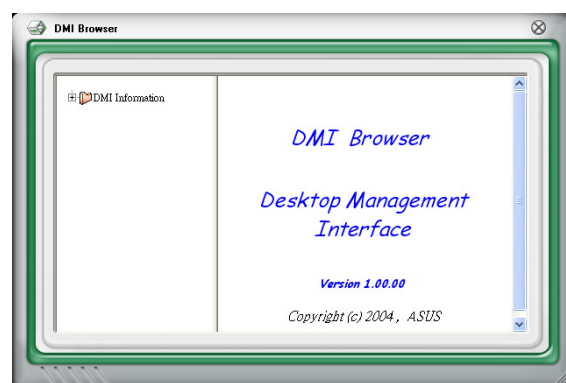 DMI Browser
DMI Information
DMI Browser
Desktop Management
Interface
Version 1.00.00
Copyright (c) 2004, ASUS